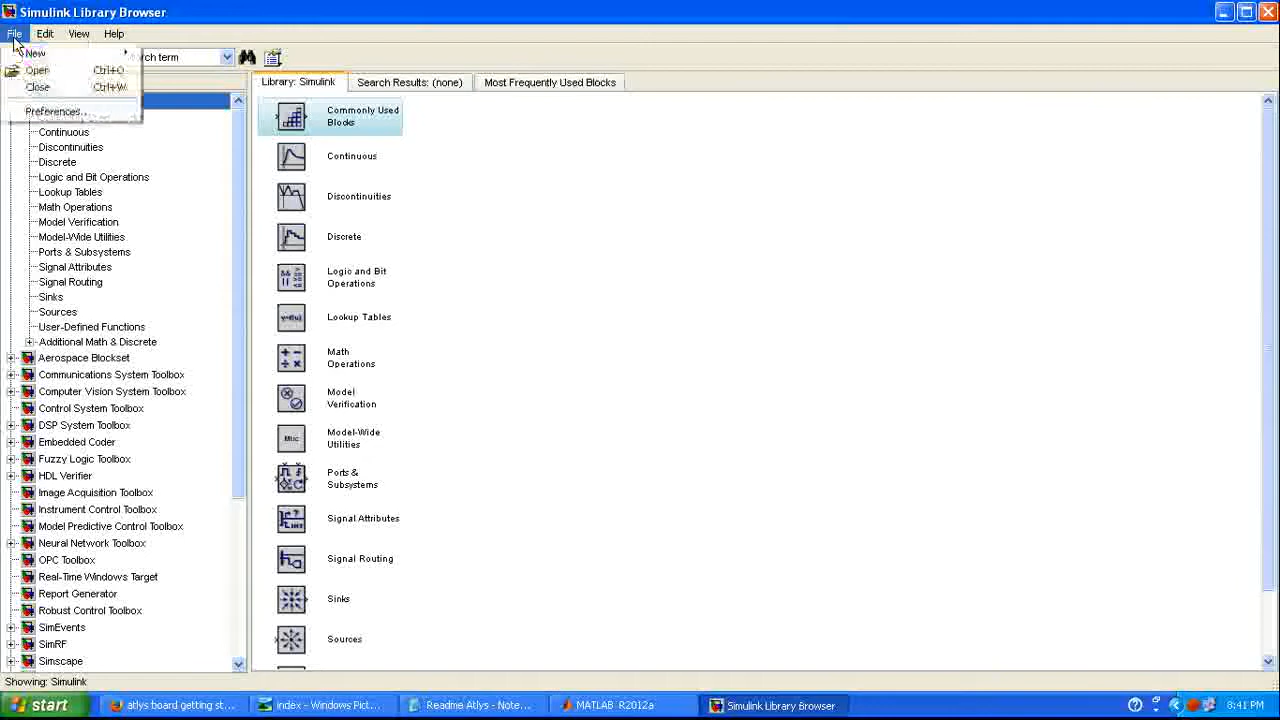 Simulink Library Browser
File Edit View Help
New
rch term
Open Ctrl+O
Close Ctrl+W
Preferences...
Library: Simulink Search Results: (none) Most Frequently Used Blocks
Continuous
Discontinuities
Discrete
Logic and Bit Operations
Lookup Tables
Math Operations
Model Verification
Model-Wide Utilities
Ports & Subsystems
Signal Attributes
Signal Routing
Sinks
Sources
User-Defined Functions
Additional Math & Discrete
Aerospace Blockset
Communications System Toolbox
Computer Vision System Toolbox
Control System Toolbox
DSP System Toolbox
Embedded Coder
Fuzzy Logic Toolbox
HDL Verifier
Image Acquisition Toolbox
Instrument Control Toolbox
Model Predictive Control Toolbox
Neural Network Toolbox
OPC Toolbox
Real-Time Windows Target
Report Generator
Robust Control Toolbox
SimEvents
SimRF
Simscape
Commonly Used
Blocks
Continuous
Discontinuities
Discrete
Logic and Bit
Operations
Lookup Tables
Math
Operations
Model
Verification
Misc
Model-Wide
Utilities
Ports &
Subsystems
Signal Attributes
Signal Routing
Sinks
Sources
Showing: Simulink
start atlys board getting st... index - Windows Pict... Readme Atlys - Note... MATLAB R2012a Simulink Library Browser 8:41 PM